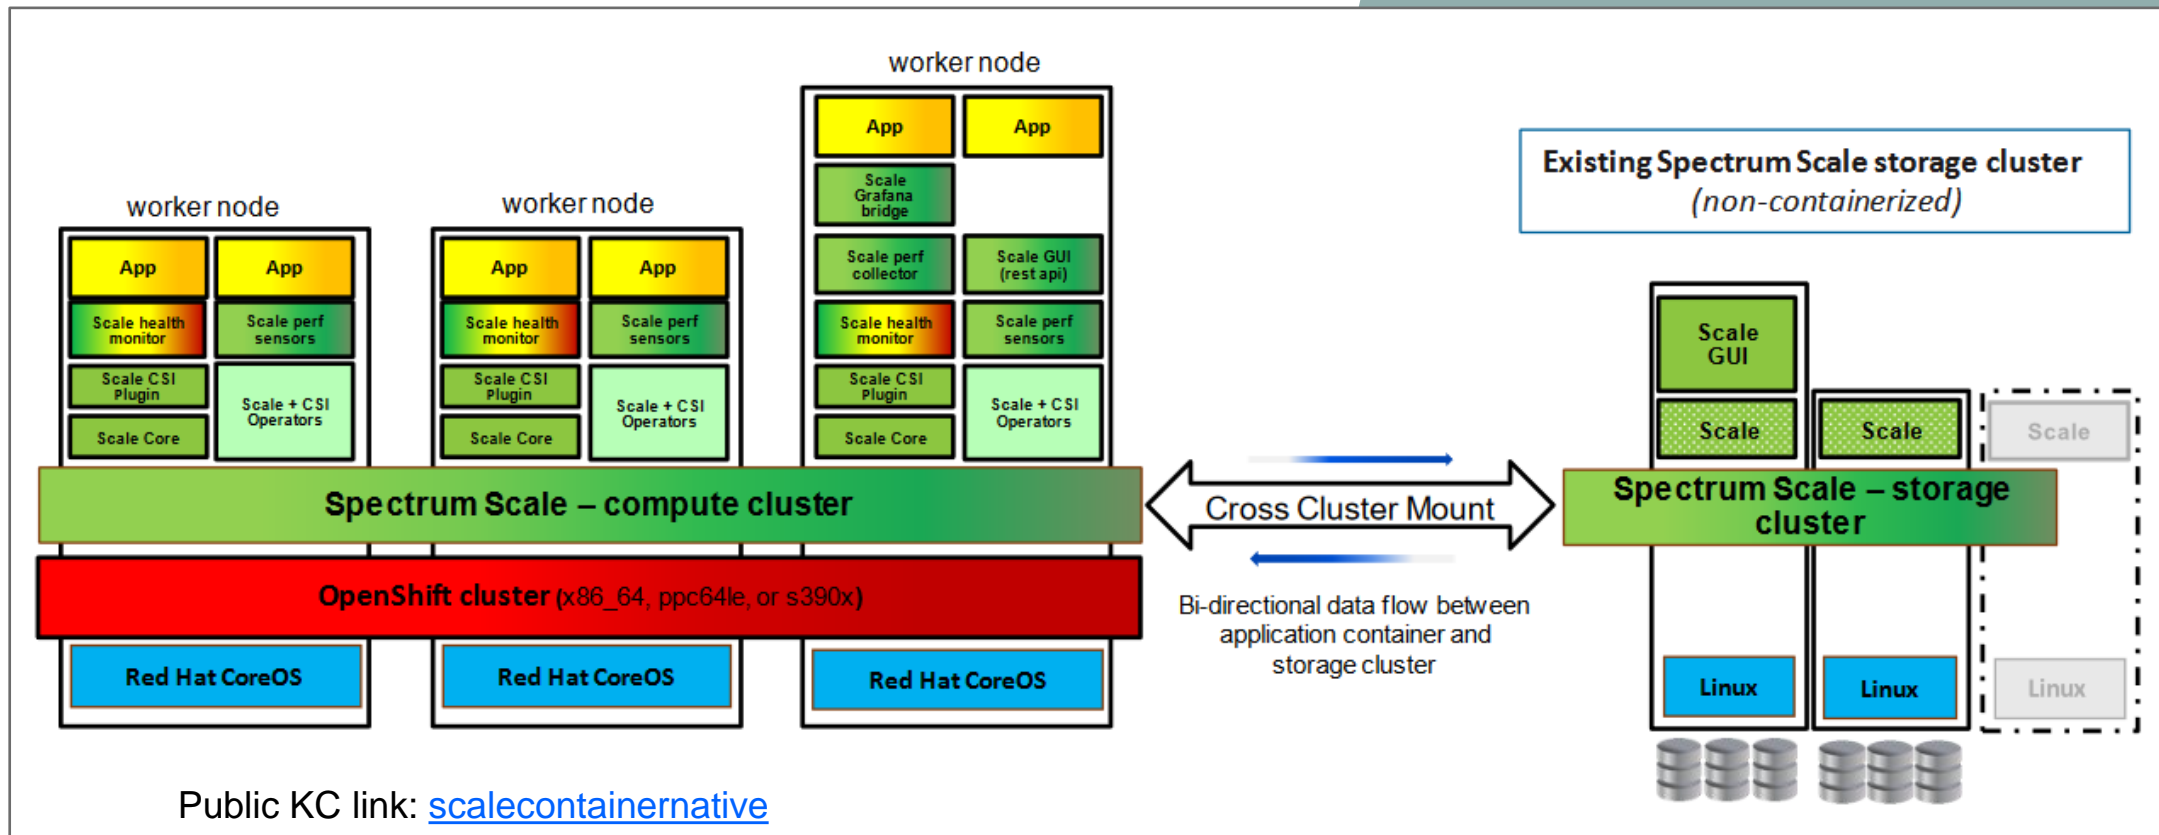 worker node
App
App
Scale health
monitor
Scale perf
sensors
Scale CSI
Plugin
Scale + CSI
Operators
Scale Core
worker node
App
App
Scale health
monitor
Scale perf
sensors
Scale CSI
Plugin
Scale + CSI
Operators
Scale Core
worker node
App
App
Scale
Grafana
bridge
Scale perf
collector
Scale GUI
(rest api)
Scale health
monitor
Scale perf
sensors
Scale CSI
Plugin
Scale + CSI
Operators
Scale Core
Spectrum Scale – compute cluster
OpenShift cluster (x86_64, ppc64le, or s390x)
Red Hat CoreOS
Red Hat CoreOS
Red Hat CoreOS
Cross Cluster Mount
Bi-directional data flow between
application container and
storage cluster
Existing Spectrum Scale storage cluster
(non-containerized)
Scale
GUI
Scale
Scale
Scale
Spectrum Scale – storage
cluster
Linux
Linux
Linux
Public KC link: scalecontainernative